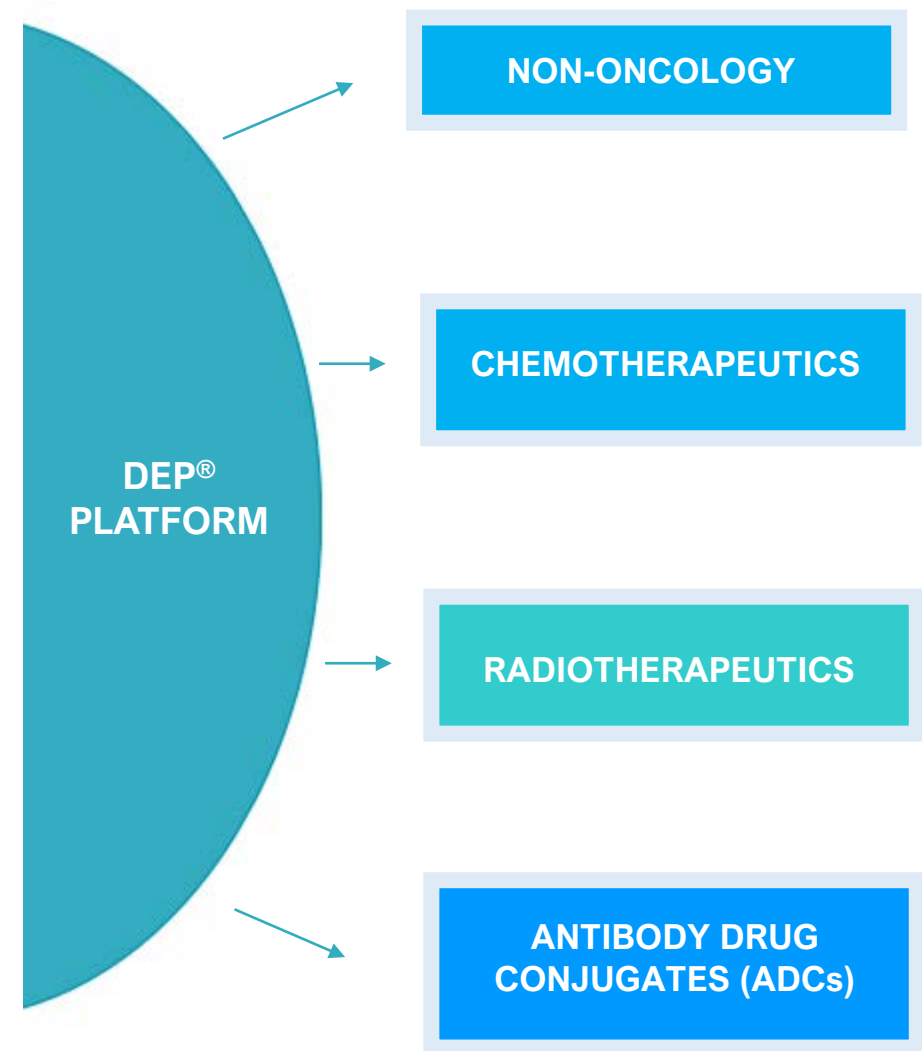 NON-ONCOLOGY
CHEMOTHERAPEUTICS
DEP®
PLATFORM
RADIOTHERAPEUTICS
ANTIBODY DRUG
CONJUGATES (ADCs)